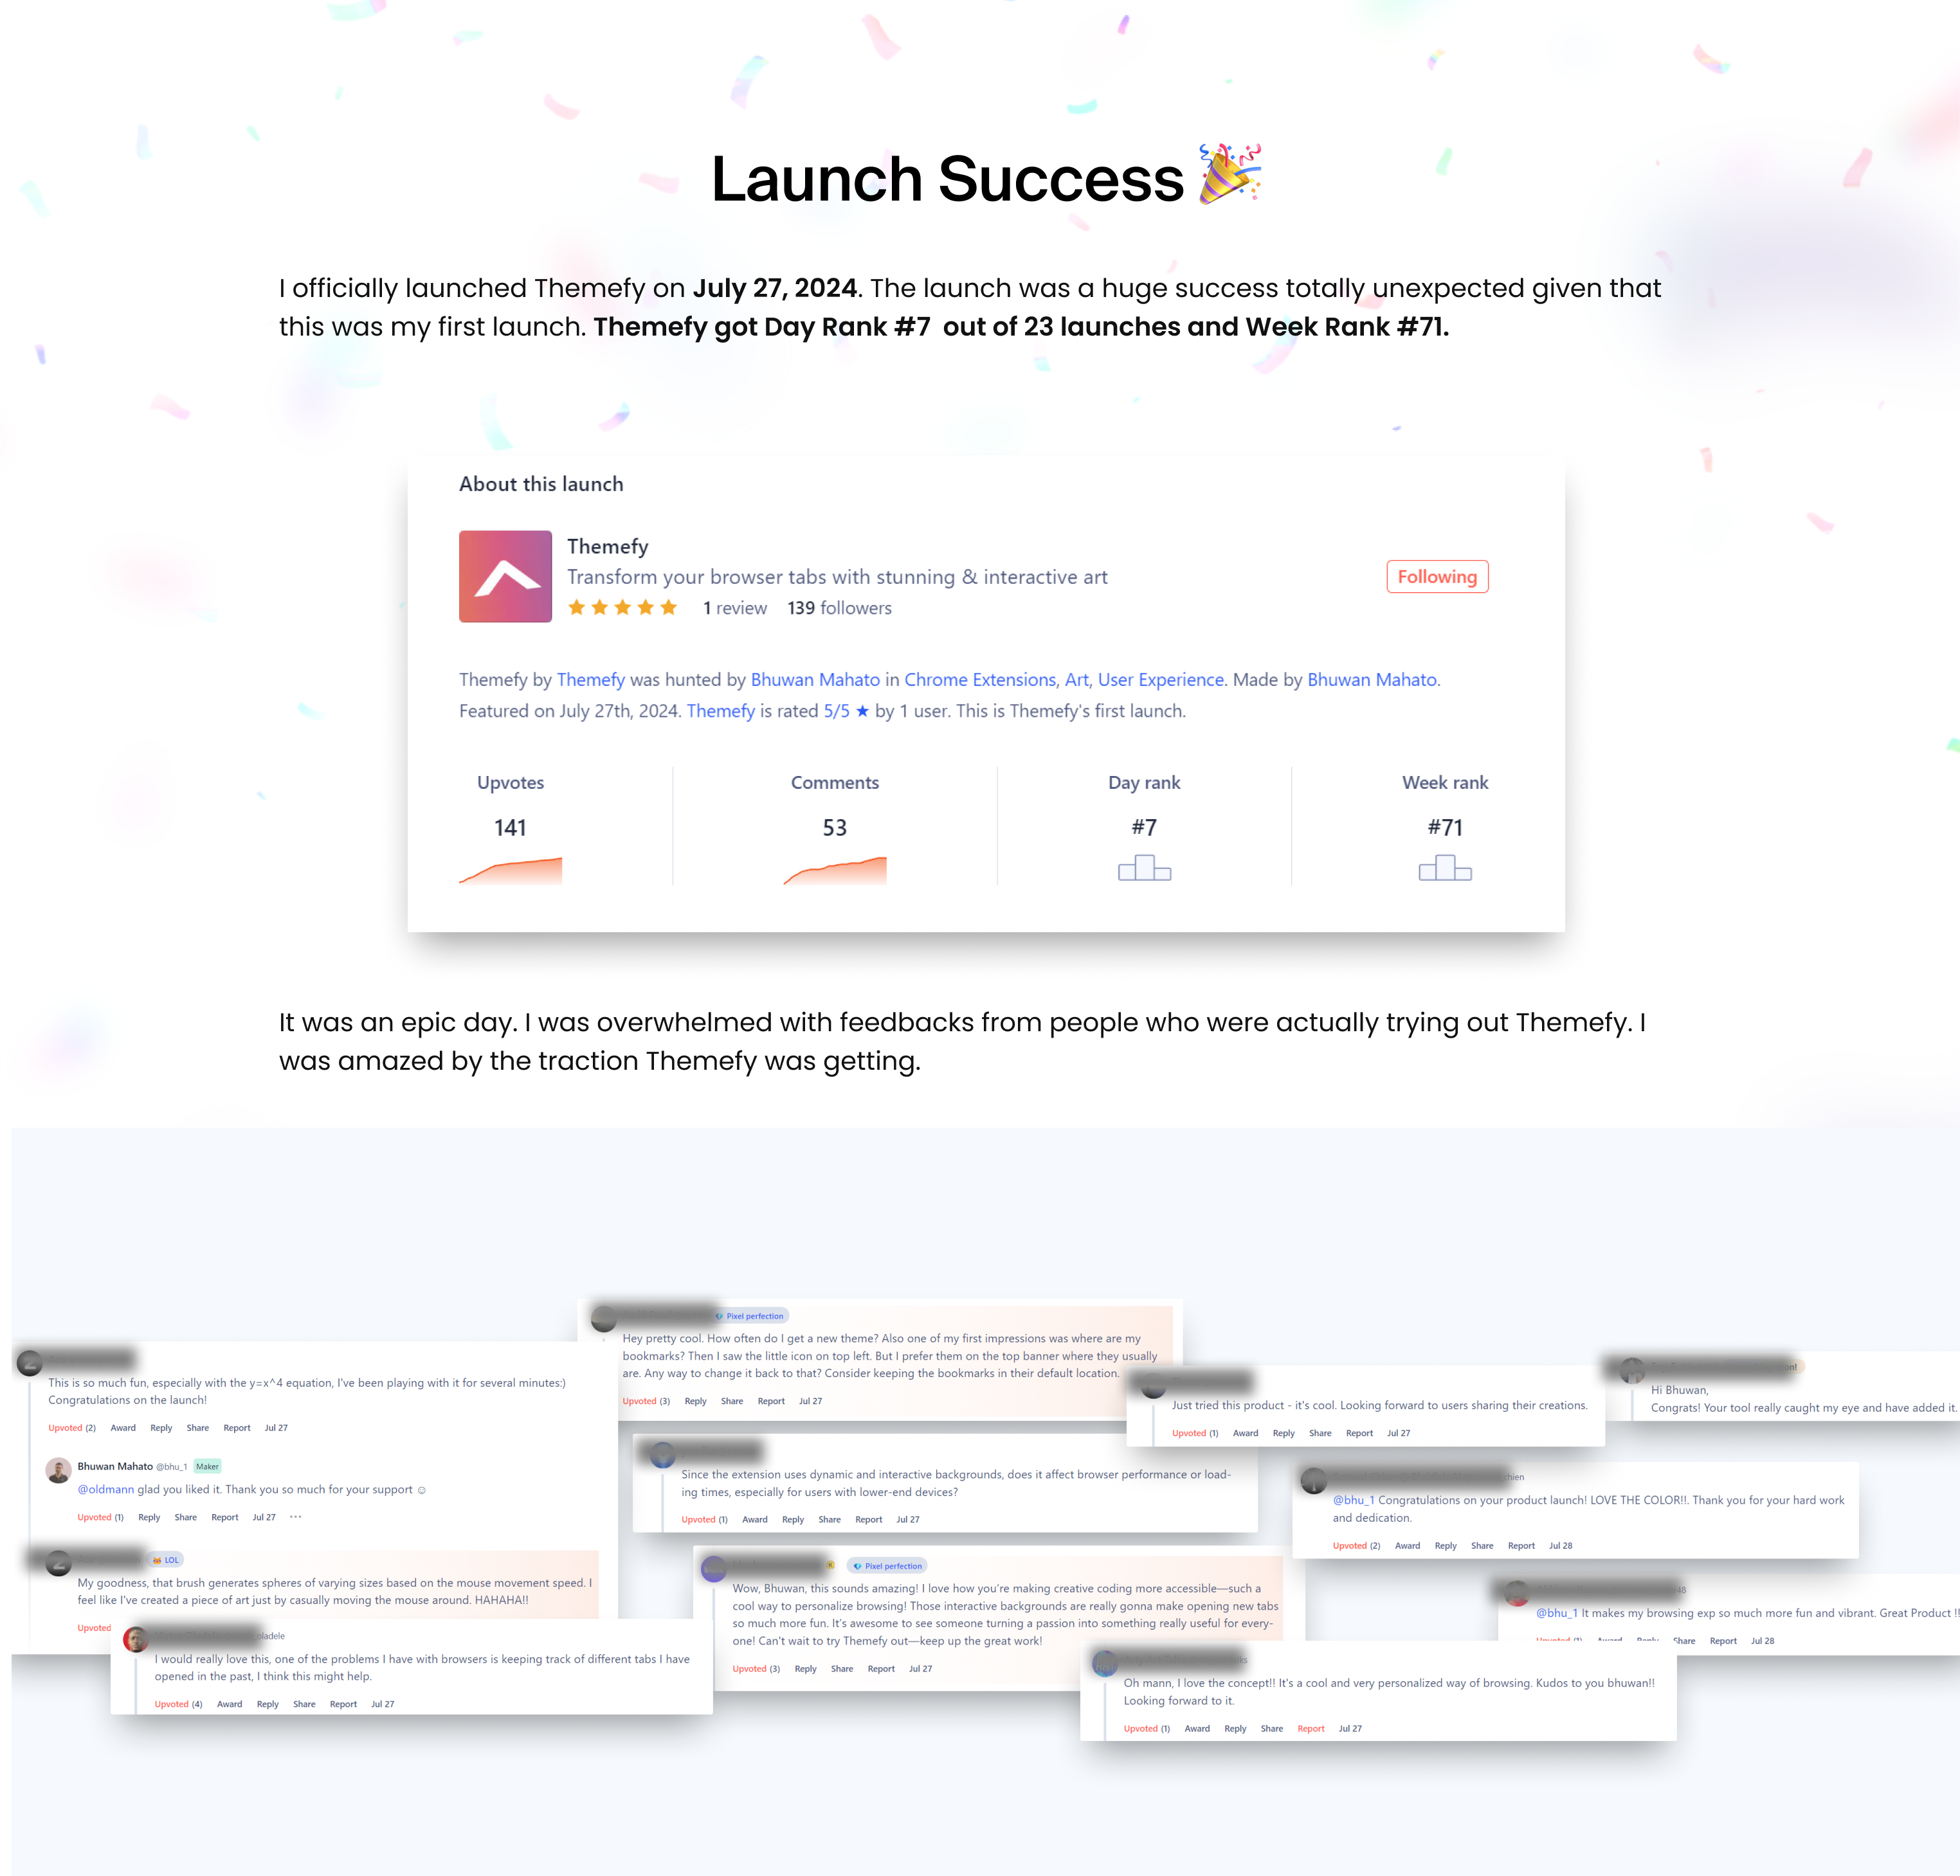 Launch Success 🎉
I officially launched Themefy on July 27, 2024. The launch was a huge success totally unexpected given that
this was my first launch. Themefy got Day Rank #7 out of 23 launches and Week Rank #71.
About this launch
Themefy
Transform your browser tabs with stunning & interactive art
1 review 139 followers
Following
Themefy by Themefy was hunted by Bhuwan Mahato in Chrome Extensions, Art, User Experience. Made by Bhuwan Mahato.
Featured on July 27th, 2024. Themefy is rated 5/5 ★ by 1 user. This is Themefy's first launch.
Upvotes Comments Day rank Week rank
141 53 #7 #71
It was an epic day. I was overwhelmed with feedbacks from people who were actually trying out Themefy. I
was amazed by the traction Themefy was getting.
This is so much fun, especially with the y=x^4 equation, I've been playing with it for several minutes:)
Congratulations on the launch!
Upvoted (2) Award Reply Share Report Jul 27
Bhuwan Mahato @bhu_1 Maker
@oldmann glad you liked it. Thank you so much for your support ☺
Upvoted (1) Reply Share Report Jul 27 •••
LOL
My goodness, that brush generates spheres of varying sizes based on the mouse movement speed. I
feel like I've created a piece of art just by casually moving the mouse around. HAHAHA!!
Upvoted
oladele
I would really love this, one of the problems I have with browsers is keeping track of different tabs I have
opened in the past, I think this might help.
Upvoted (4) Award Reply Share Report Jul 27
Pixel perfection
Hey pretty cool. How often do I get a new theme? Also one of my first impressions was where are my
bookmarks? Then I saw the little icon on top left. But I prefer them on the top banner where they usually
are. Any way to change it back to that? Consider keeping the bookmarks in their default location.
Upvoted (3) Reply Share Report Jul 27
Since the extension uses dynamic and interactive backgrounds, does it affect browser performance or load-
ing times, especially for users with lower-end devices?
Upvoted (1) Award Reply Share Report Jul 27
Pixel perfection
Wow, Bhuwan, this sounds amazing! I love how you're making creative coding more accessible—such a
cool way to personalize browsing! Those interactive backgrounds are really gonna make opening new tabs
so much more fun. It's awesome to see someone turning a passion into something really useful for every-
one! Can't wait to try Themefy out—keep up the great work!
Upvoted (3) Reply Share Report Jul 27
Just tried this product - it's cool. Looking forward to users sharing their creations.
Upvoted (1) Award Reply Share Report Jul 27
Hi Bhuwan,
Congrats! Your tool really caught my eye and have added it.
chien
@bhu_1 Congratulations on your product launch! LOVE THE COLOR!!. Thank you for your hard work
and dedication.
Upvoted (2) Award Reply Share Report Jul 28
48
@bhu_1 It makes my browsing exp so much more fun and vibrant. Great Product !!
Upvoted (1) Award Reply Share Report Jul 28
Oh mann, I love the concept!! It's a cool and very personalized way of browsing. Kudos to you bhuwan!!
Looking forward to it.
Upvoted (1) Award Reply Share Report Jul 27